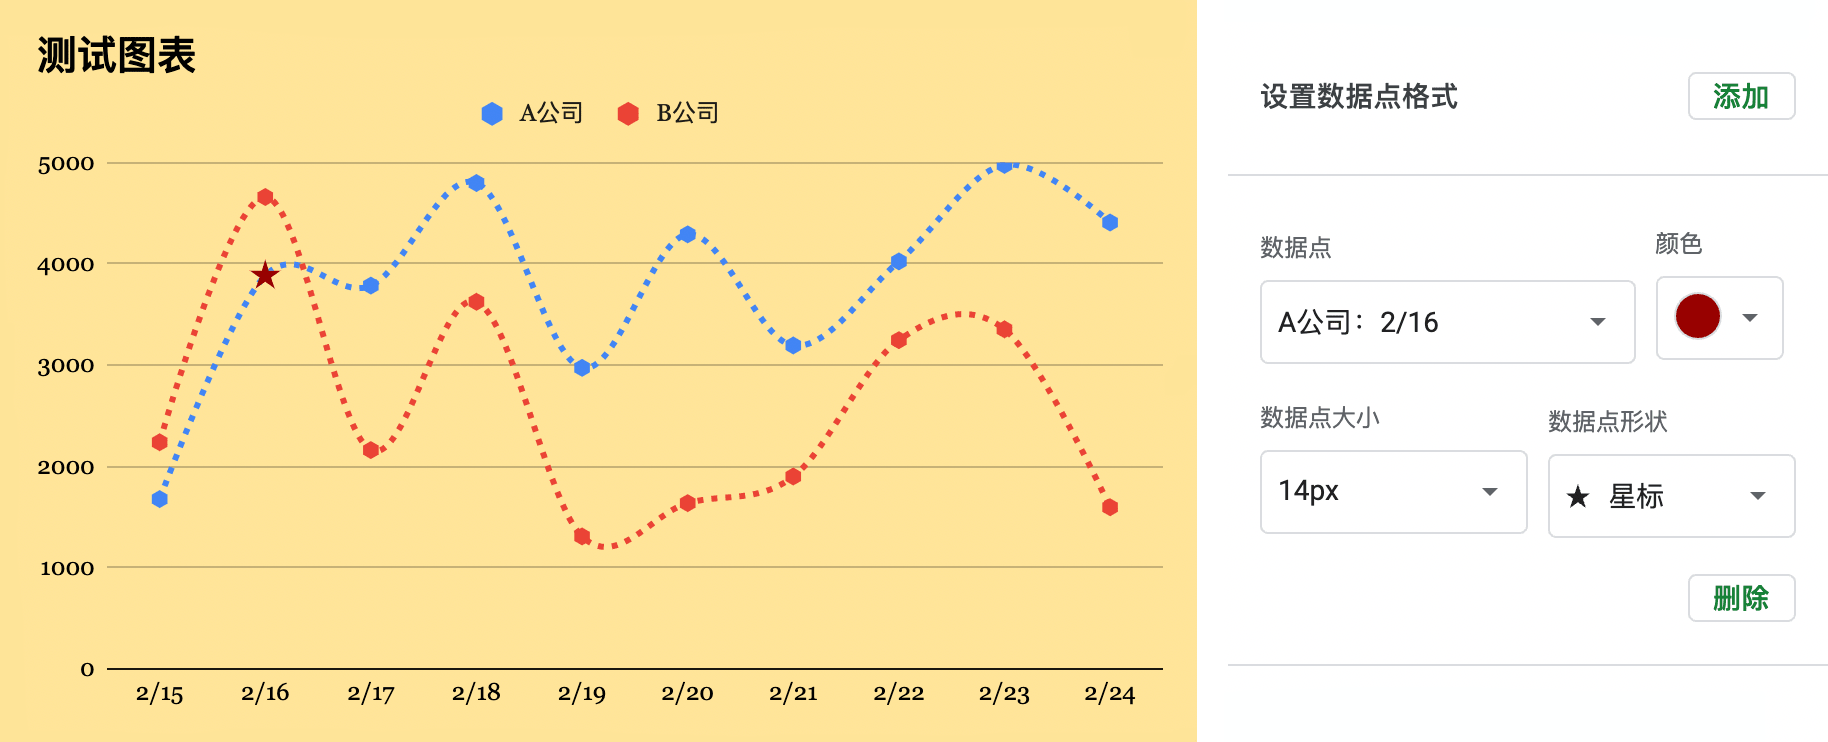 测试图表
A公司 B公司
5000
4000
3000
2000
1000
0
2/15 2/16 2/17 2/18 2/19 2/20 2/21 2/22 2/23 2/24
设置数据点格式 添加
数据点 颜色
A公司：2/16
数据点大小 数据点形状
14px ★ 星标
删除